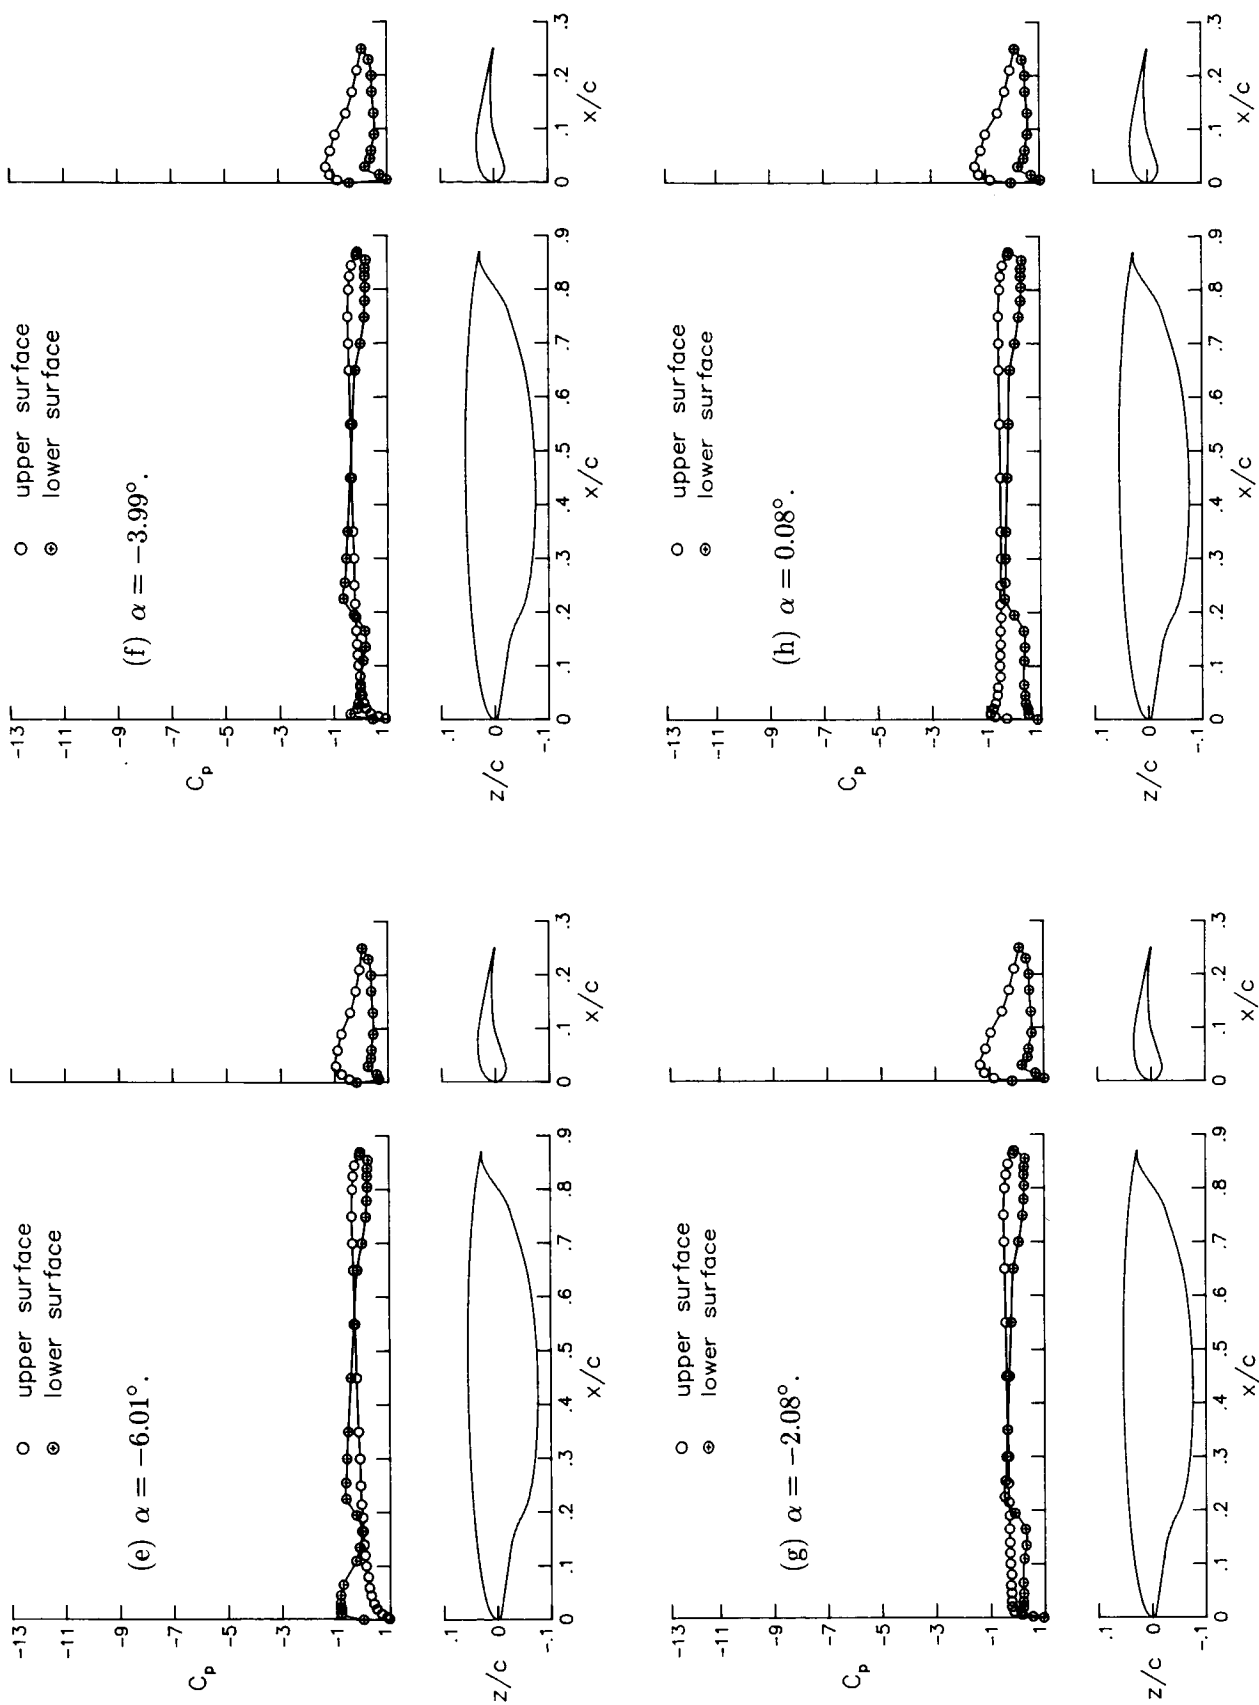 -13
-11
-9
-7
-5
-3
-1
1
Cp
upper surface
lower surface
(e) α = −6.01°.
.1
0
-.1
z/c
0 .1 .2 .3 .4 .5 .6 .7 .8 .9
x/c
0 .1 .2 .3
x/c
-13
-11
-9
-7
-5
-3
-1
1
Cp
upper surface
lower surface
(f) α = −3.99°.
.1
0
-.1
z/c
0 .1 .2 .3 .4 .5 .6 .7 .8 .9
x/c
0 .1 .2 .3
x/c
-13
-11
-9
-7
-5
-3
-1
1
Cp
upper surface
lower surface
(g) α = −2.08°.
.1
0
-.1
z/c
0 .1 .2 .3 .4 .5 .6 .7 .8 .9
x/c
0 .1 .2 .3
x/c
-13
-11
-9
-7
-5
-3
-1
1
Cp
upper surface
lower surface
(h) α = 0.08°.
.1
0
-.1
z/c
0 .1 .2 .3 .4 .5 .6 .7 .8 .9
x/c
0 .1 .2 .3
x/c